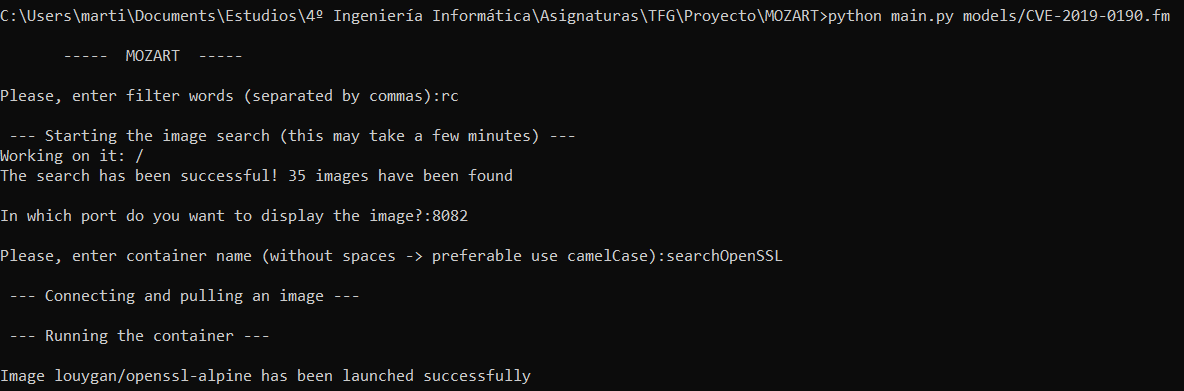 C:\Users\marti\Documents\Estudios\4º Ingeniería Informática\Asignaturas\TFG\Proyecto\MOZART>python main.py models/CVE-2019-0190.fm
----- MOZART -----
Please, enter filter words (separated by commas):rc
--- Starting the image search (this may take a few minutes) ---
Working on it: /
The search has been successful! 35 images have been found
In which port do you want to display the image?:8082
Please, enter container name (without spaces -> preferable use camelCase):searchOpenSSL
--- Connecting and pulling an image ---
--- Running the container ---
Image louygan/openssl-alpine has been launched successfully